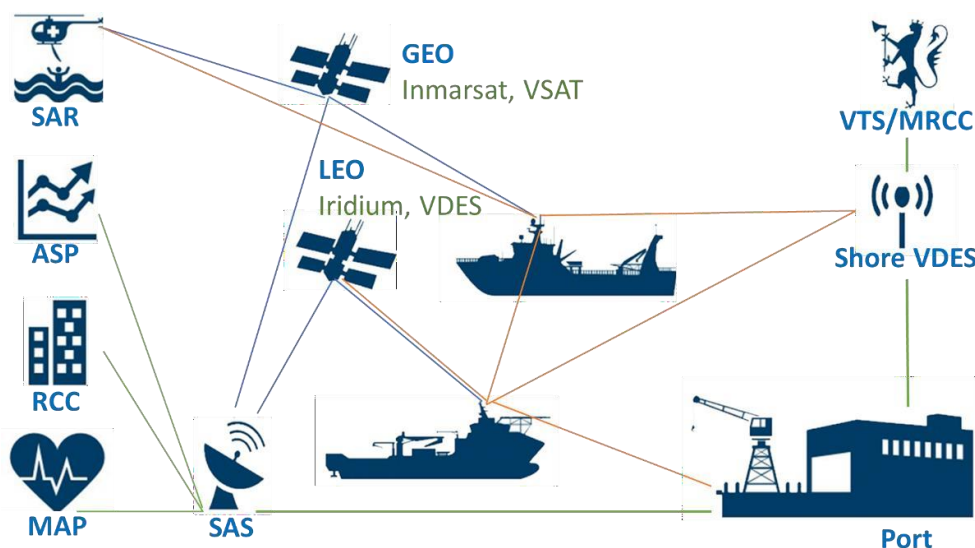 GEO
Inmarsat, VSAT
SAR
VTS/MRCC
LEO
Iridium, VDES
ASP
Shore VDES
RCC
MAP
SAS
Port